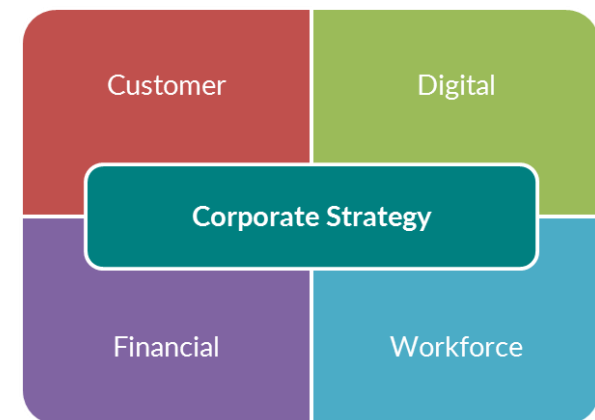 Customer
Digital
Corporate Strategy
Financial
Workforce